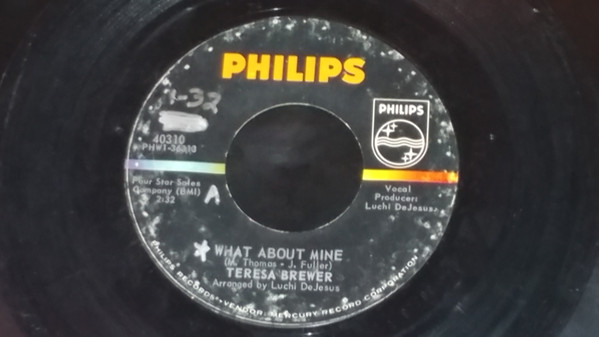 PHILIPS
1-32
PHILIPS
40310
PHW1-36313
Four Star Sales
Company (BMI)
2:32
A
Vocal
Producer:
Luchi DeJesus
WHAT ABOUT MINE
(M. Thomas - J. Fuller)
TERESA BREWER
Arranged by Luchi DeJesus
PHILIPS RECORDS • VENDOR: MERCURY RECORD CORPORATION